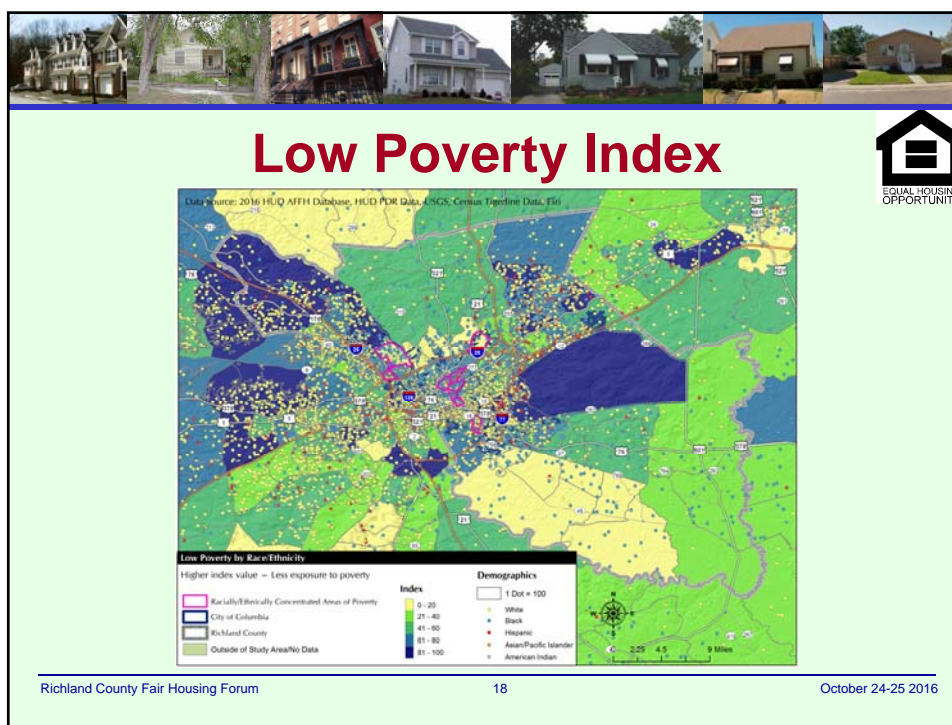 Low Poverty Index
EQUAL HOUSING
OPPORTUNITY
Data Source: 2016 HUD AFFH Database, HUD PDR Data, USGS, Census Tigerline Data, Esri
Low Poverty by Race/Ethnicity
Higher index value – Less exposure to poverty
Racially/Ethnically Concentrated Areas of Poverty
City of Columbia
Richland County
Outside of Study Area/No Data
Index
0 - 20
21 - 40
41 - 60
61 - 80
81 - 100
Demographics
1 Dot = 100
White
Black
Hispanic
Asian/Pacific Islander
American Indian
N
W E
S
2.25 4.5 9 Miles
Richland County Fair Housing Forum 18 October 24-25 2016